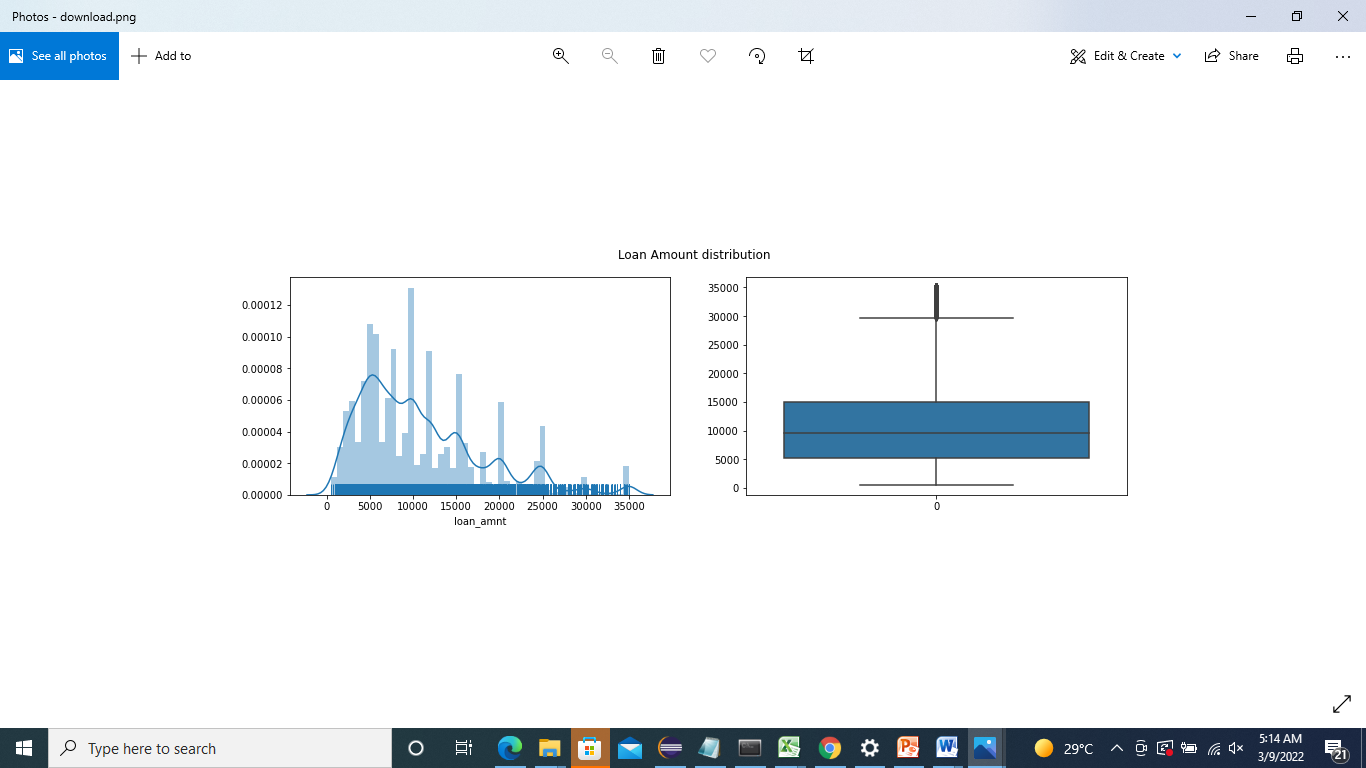 Photos - download.png
See all photos
Add to
Edit & Create
Share
Loan Amount distribution
0.00012
0.00010
0.00008
0.00006
0.00004
0.00002
0.00000
0 5000 10000 15000 20000 25000 30000 35000
loan_amnt
35000
30000
25000
20000
15000
10000
5000
0
0
Type here to search
29°C
5:14 AM
3/9/2022
21